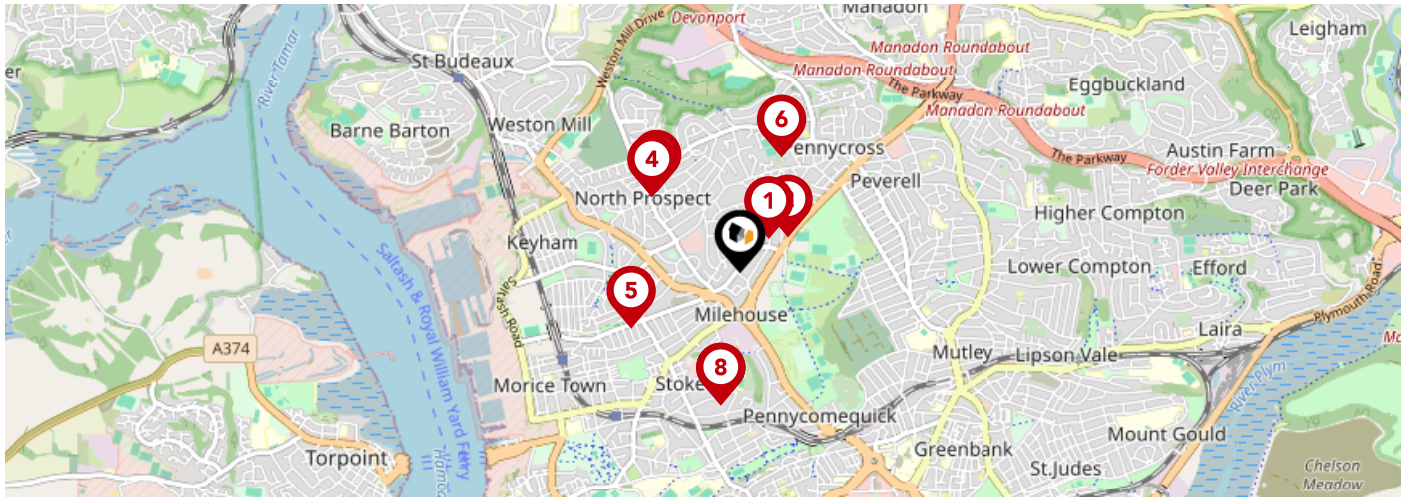 Manadon
Devonport
Leigham
River Tamar
Weston Mill Drive
Manadon Roundabout
St Budeaux
Manadon Roundabout
er
Eggbuckland
The Parkway
Manadon Roundabout
6
Weston Mill
Barne Barton
ennycross
Austin Farm
The Parkway
4
Forder Valley Interchange
Peverell
Deer Park
North Prospect
1
Higher Compton
Keyham
Lower Compton
Efford
Saltash & Royal William Yard Ferry
Saltash Road
5
Plymouth Road
Milehouse
Laira
A374
Mutley
Lipson Vale
8
Morice Town
Stoke
River Plym
Pennycomequick
Mount Gould
Greenbank
Torpoint
St.Judes
Chelson
Meadow